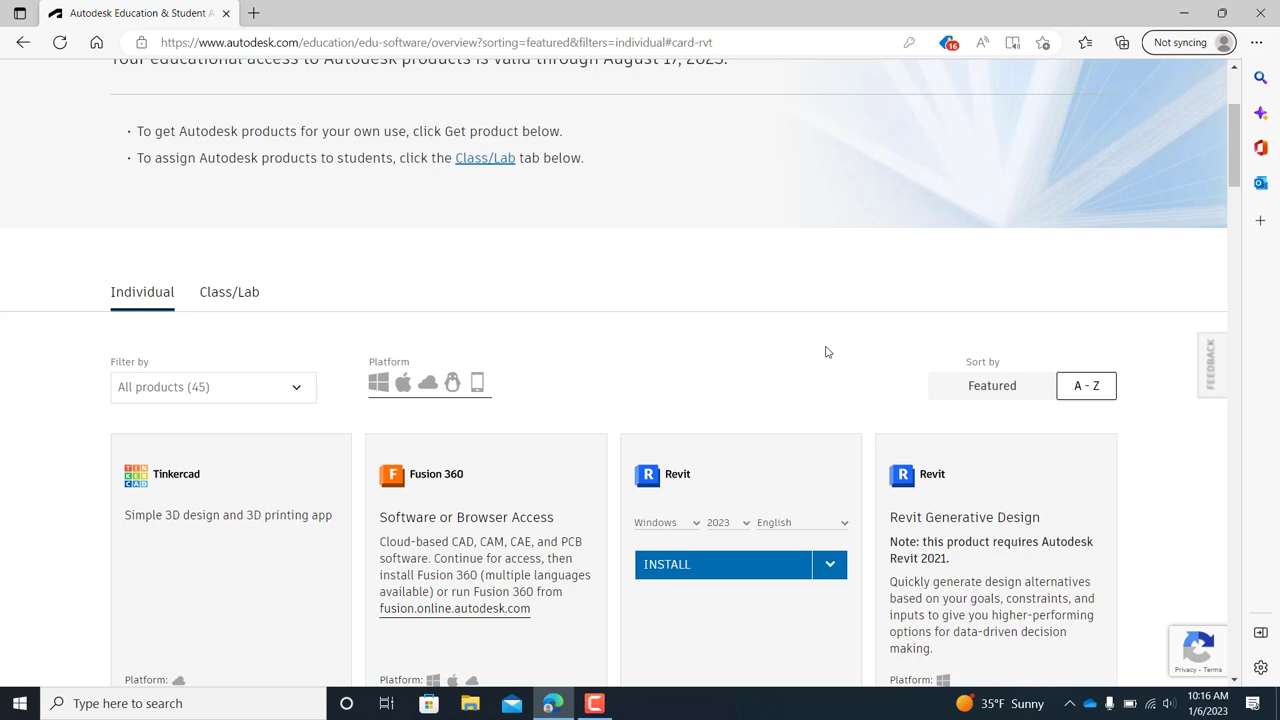 Autodesk Education & Student A
https://www.autodesk.com/education/edu-software/overview?sorting=featured&filters=individual#card-rvt
16
Not syncing
Your educational access to Autodesk products is valid through August 17, 2023.
· To get Autodesk products for your own use, click Get product below.
· To assign Autodesk products to students, click the Class/Lab tab below.
Individual Class/Lab
FEEDBACK
Filter by Platform Sort by
All products (45) Featured A - Z
TIN
KER
CAD
Tinkercad
Simple 3D design and 3D printing app
Platform:
F Fusion 360
Software or Browser Access
Cloud-based CAD, CAM, CAE, and PCB
software. Continue for access, then
install Fusion 360 (multiple languages
available) or run Fusion 360 from
fusion.online.autodesk.com
Platform:
R Revit
Windows 2023 English
INSTALL
R Revit
Revit Generative Design
Note: this product requires Autodesk
Revit 2021.
Quickly generate design alternatives
based on your goals, constraints, and
inputs to give you higher-performing
options for data-driven decision
making.
Platform:
Privacy - Terms
Type here to search
35°F Sunny
10:16 AM
1/6/2023